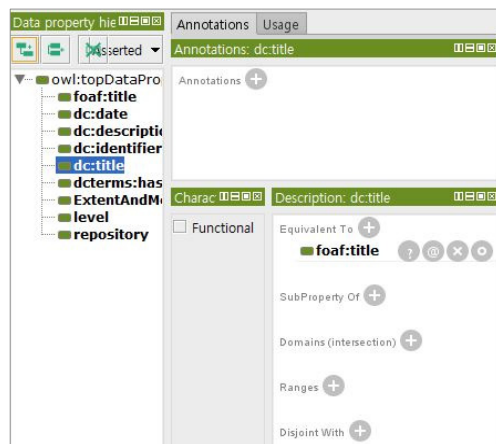 Data property hie
Annotations Usage
Annotations: dc:title
Asserted
Annotations
owl:topDataPro
foaf:title
dc:date
dc:descriptio
dc:identifier
dc:title
dcterms:has
ExtentAndMe
level
repository
Charac
Functional
Description: dc:title
Equivalent To
foaf:title
? @
SubProperty Of
Domains (intersection)
Ranges
Disjoint With